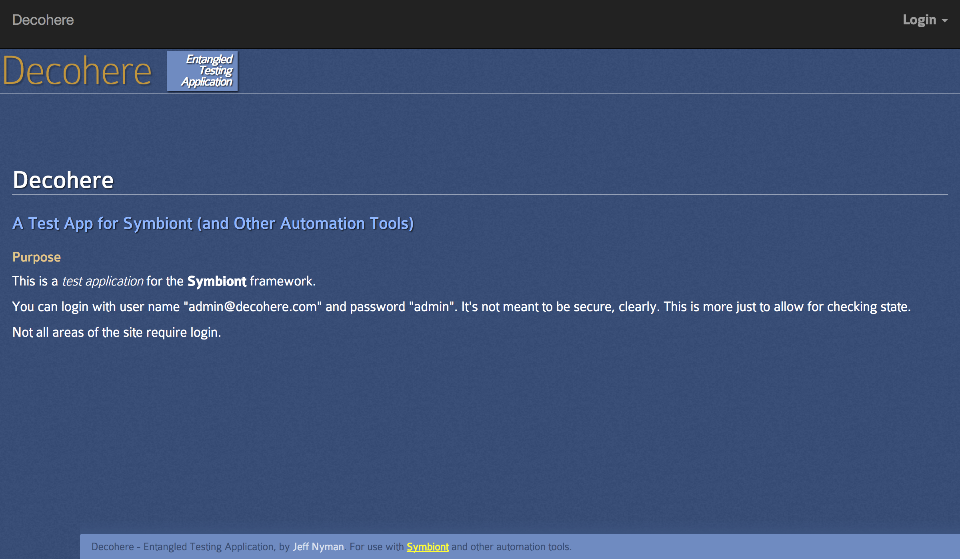 Decohere
Login
Decohere
Entangled
Testing
Application
Decohere
A Test App for Symbiont (and Other Automation Tools)
Purpose
This is a test application for the Symbiont framework.
You can login with user name "admin@decohere.com" and password "admin". It's not meant to be secure, clearly. This is more just to allow for checking state.
Not all areas of the site require login.
Decohere - Entangled Testing Application, by Jeff Nyman. For use with Symbiont and other automation tools.